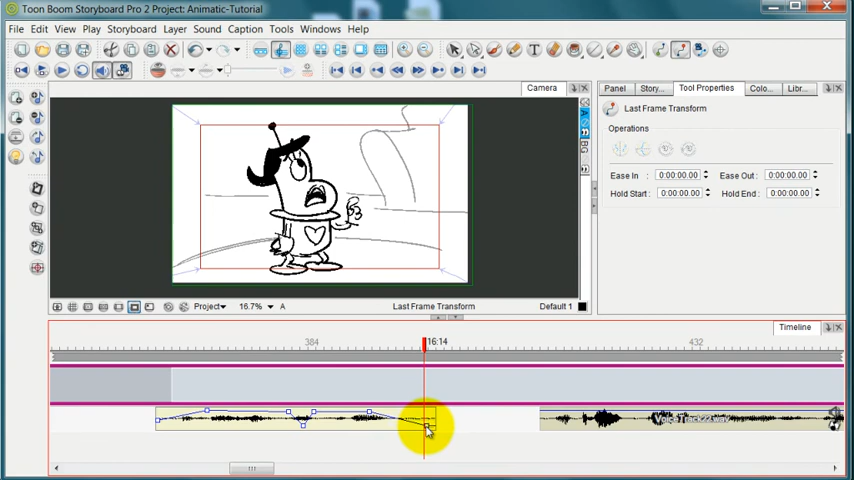 Toon Boom Storyboard Pro 2 Project: Animatic-Tutorial
File Edit View Play Storyboard Layer Sound Caption Tools Windows Help
Camera
Panel Story... Tool Properties Colo... Libr...
Last Frame Transform
Operations
Ease In : 0:00:00.00 Ease Out : 0:00:00.00
Hold Start : 0:00:00.00 Hold End : 0:00:00.00
BG
Project 16.7% A Last Frame Transform Default 1
Timeline
384 16:14 432
VoiceTrack22.wav